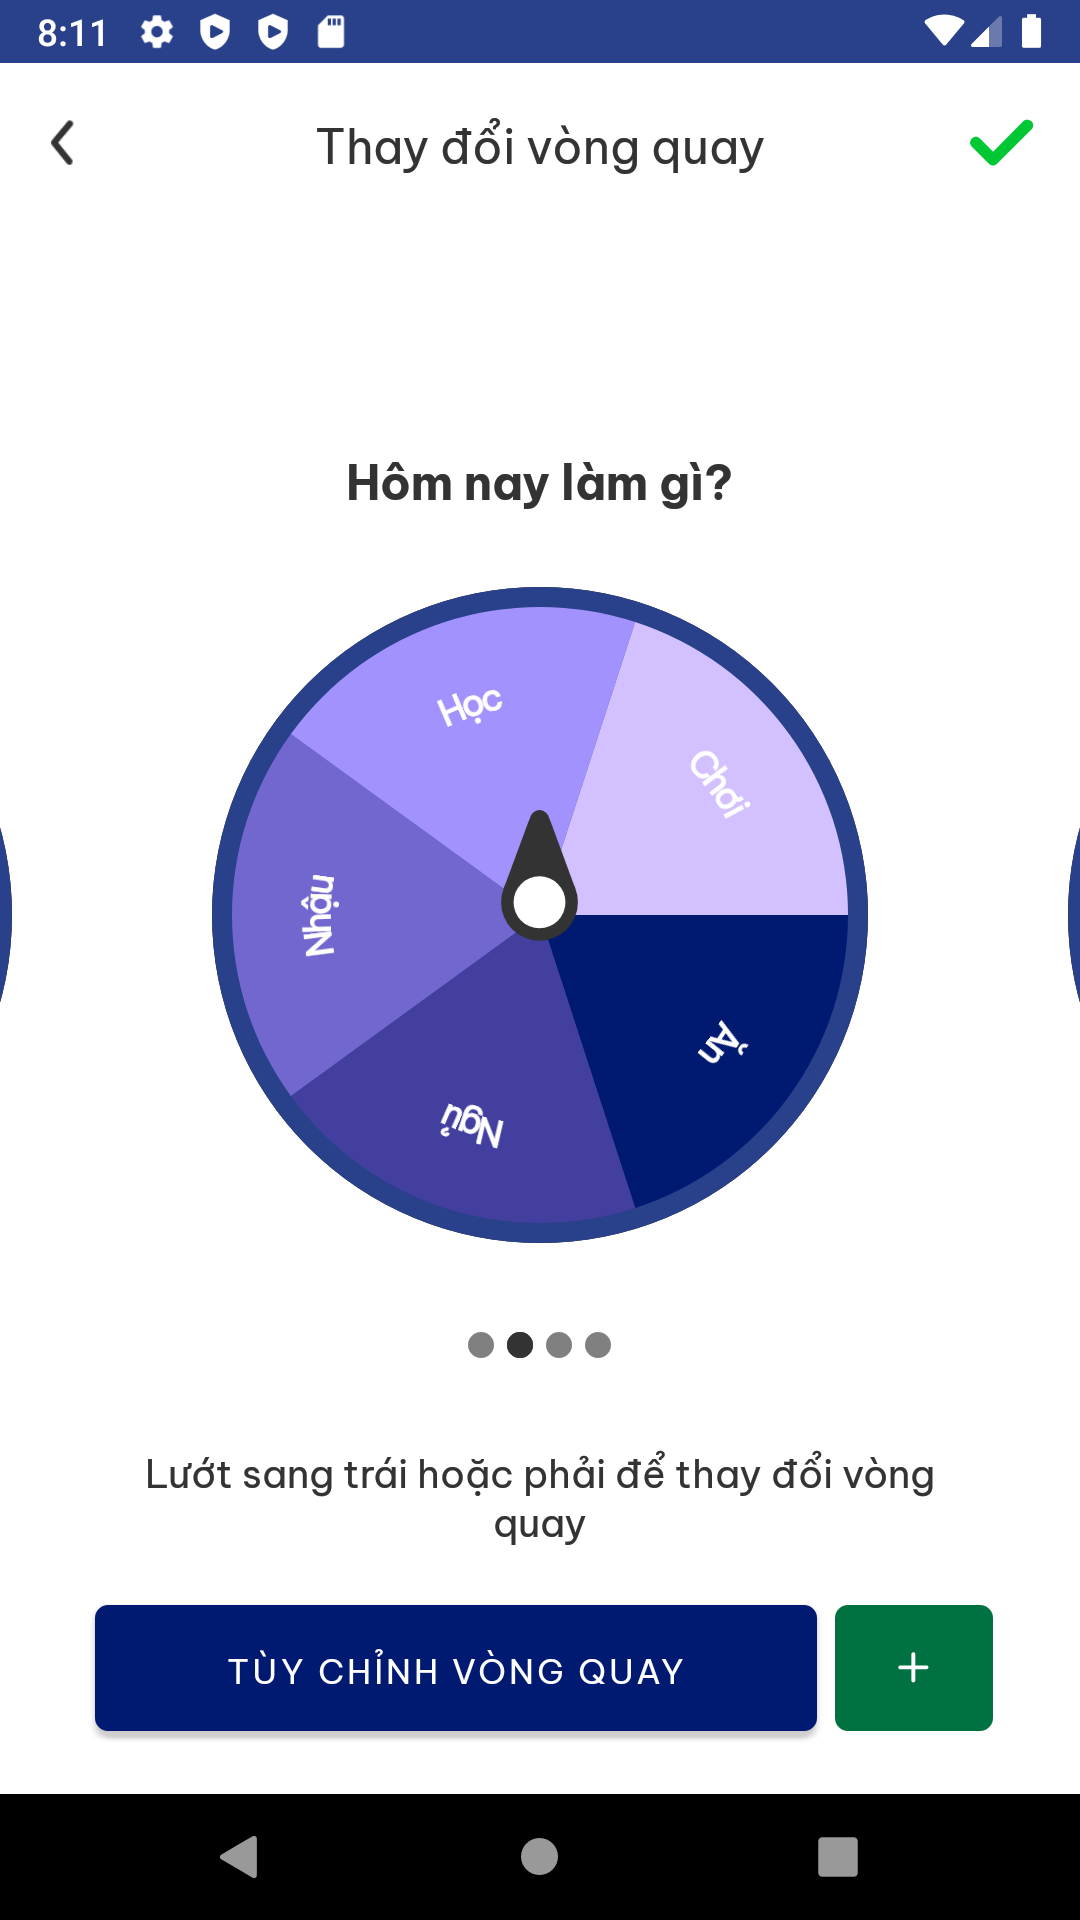 8:11
Thay đổi vòng quay
Hôm nay làm gì?
Học
Chơi
Nhậu
Ăn
Ngủ
Lướt sang trái hoặc phải để thay đổi vòng
quay
TÙY CHỈNH VÒNG QUAY
+